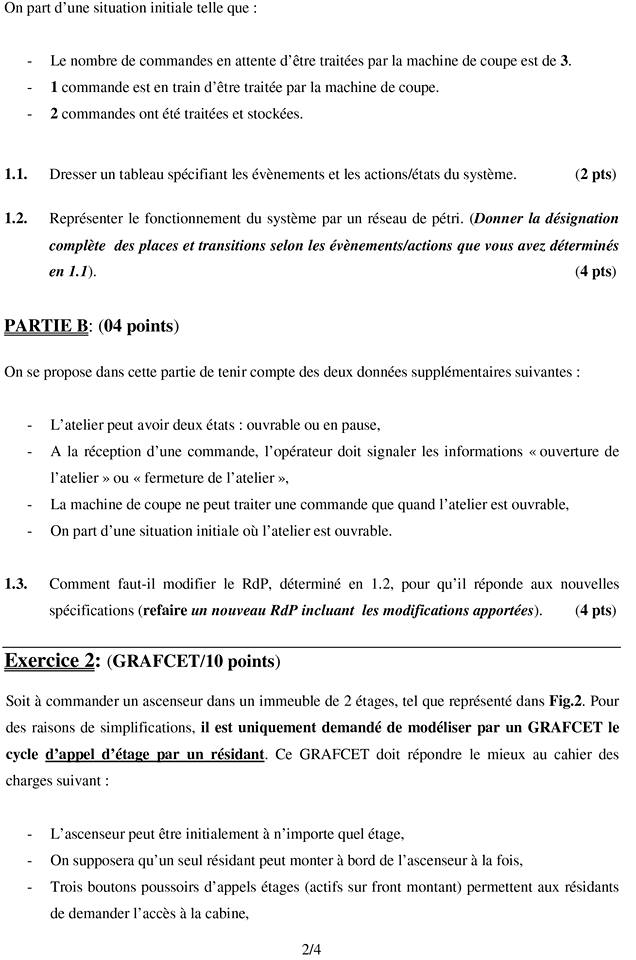 On part d’une situation initiale telle que :
- Le nombre de commandes en attente d’être traitées par la machine de coupe est de 3.
- 1 commande est en train d’être traitée par la machine de coupe.
- 2 commandes ont été traitées et stockées.
1.1. Dresser un tableau spécifiant les évènements et les actions/états du système. (2 pts)
1.2. Représenter le fonctionnement du système par un réseau de pétri. (Donner la désignation
complète des places et transitions selon les évènements/actions que vous avez déterminés
en 1.1). (4 pts)
PARTIE B: (04 points)
On se propose dans cette partie de tenir compte des deux données supplémentaires suivantes :
- L’atelier peut avoir deux états : ouvrable ou en pause,
- A la réception d’une commande, l’opérateur doit signaler les informations « ouverture de
l’atelier » ou « fermeture de l’atelier »,
- La machine de coupe ne peut traiter une commande que quand l’atelier est ouvrable,
- On part d’une situation initiale où l’atelier est ouvrable.
1.3. Comment faut-il modifier le RdP, déterminé en 1.2, pour qu’il réponde aux nouvelles
spécifications (refaire un nouveau RdP incluant les modifications apportées). (4 pts)
Exercice 2: (GRAFCET/10 points)
Soit à commander un ascenseur dans un immeuble de 2 étages, tel que représenté dans Fig.2. Pour
des raisons de simplifications, il est uniquement demandé de modéliser par un GRAFCET le
cycle d’appel d’étage par un résidant. Ce GRAFCET doit répondre le mieux au cahier des
charges suivant :
- L’ascenseur peut être initialement à n’importe quel étage,
- On supposera qu’un seul résidant peut monter à bord de l’ascenseur à la fois,
- Trois boutons poussoirs d’appels étages (actifs sur front montant) permettent aux résidants
de demander l’accès à la cabine,
2/4